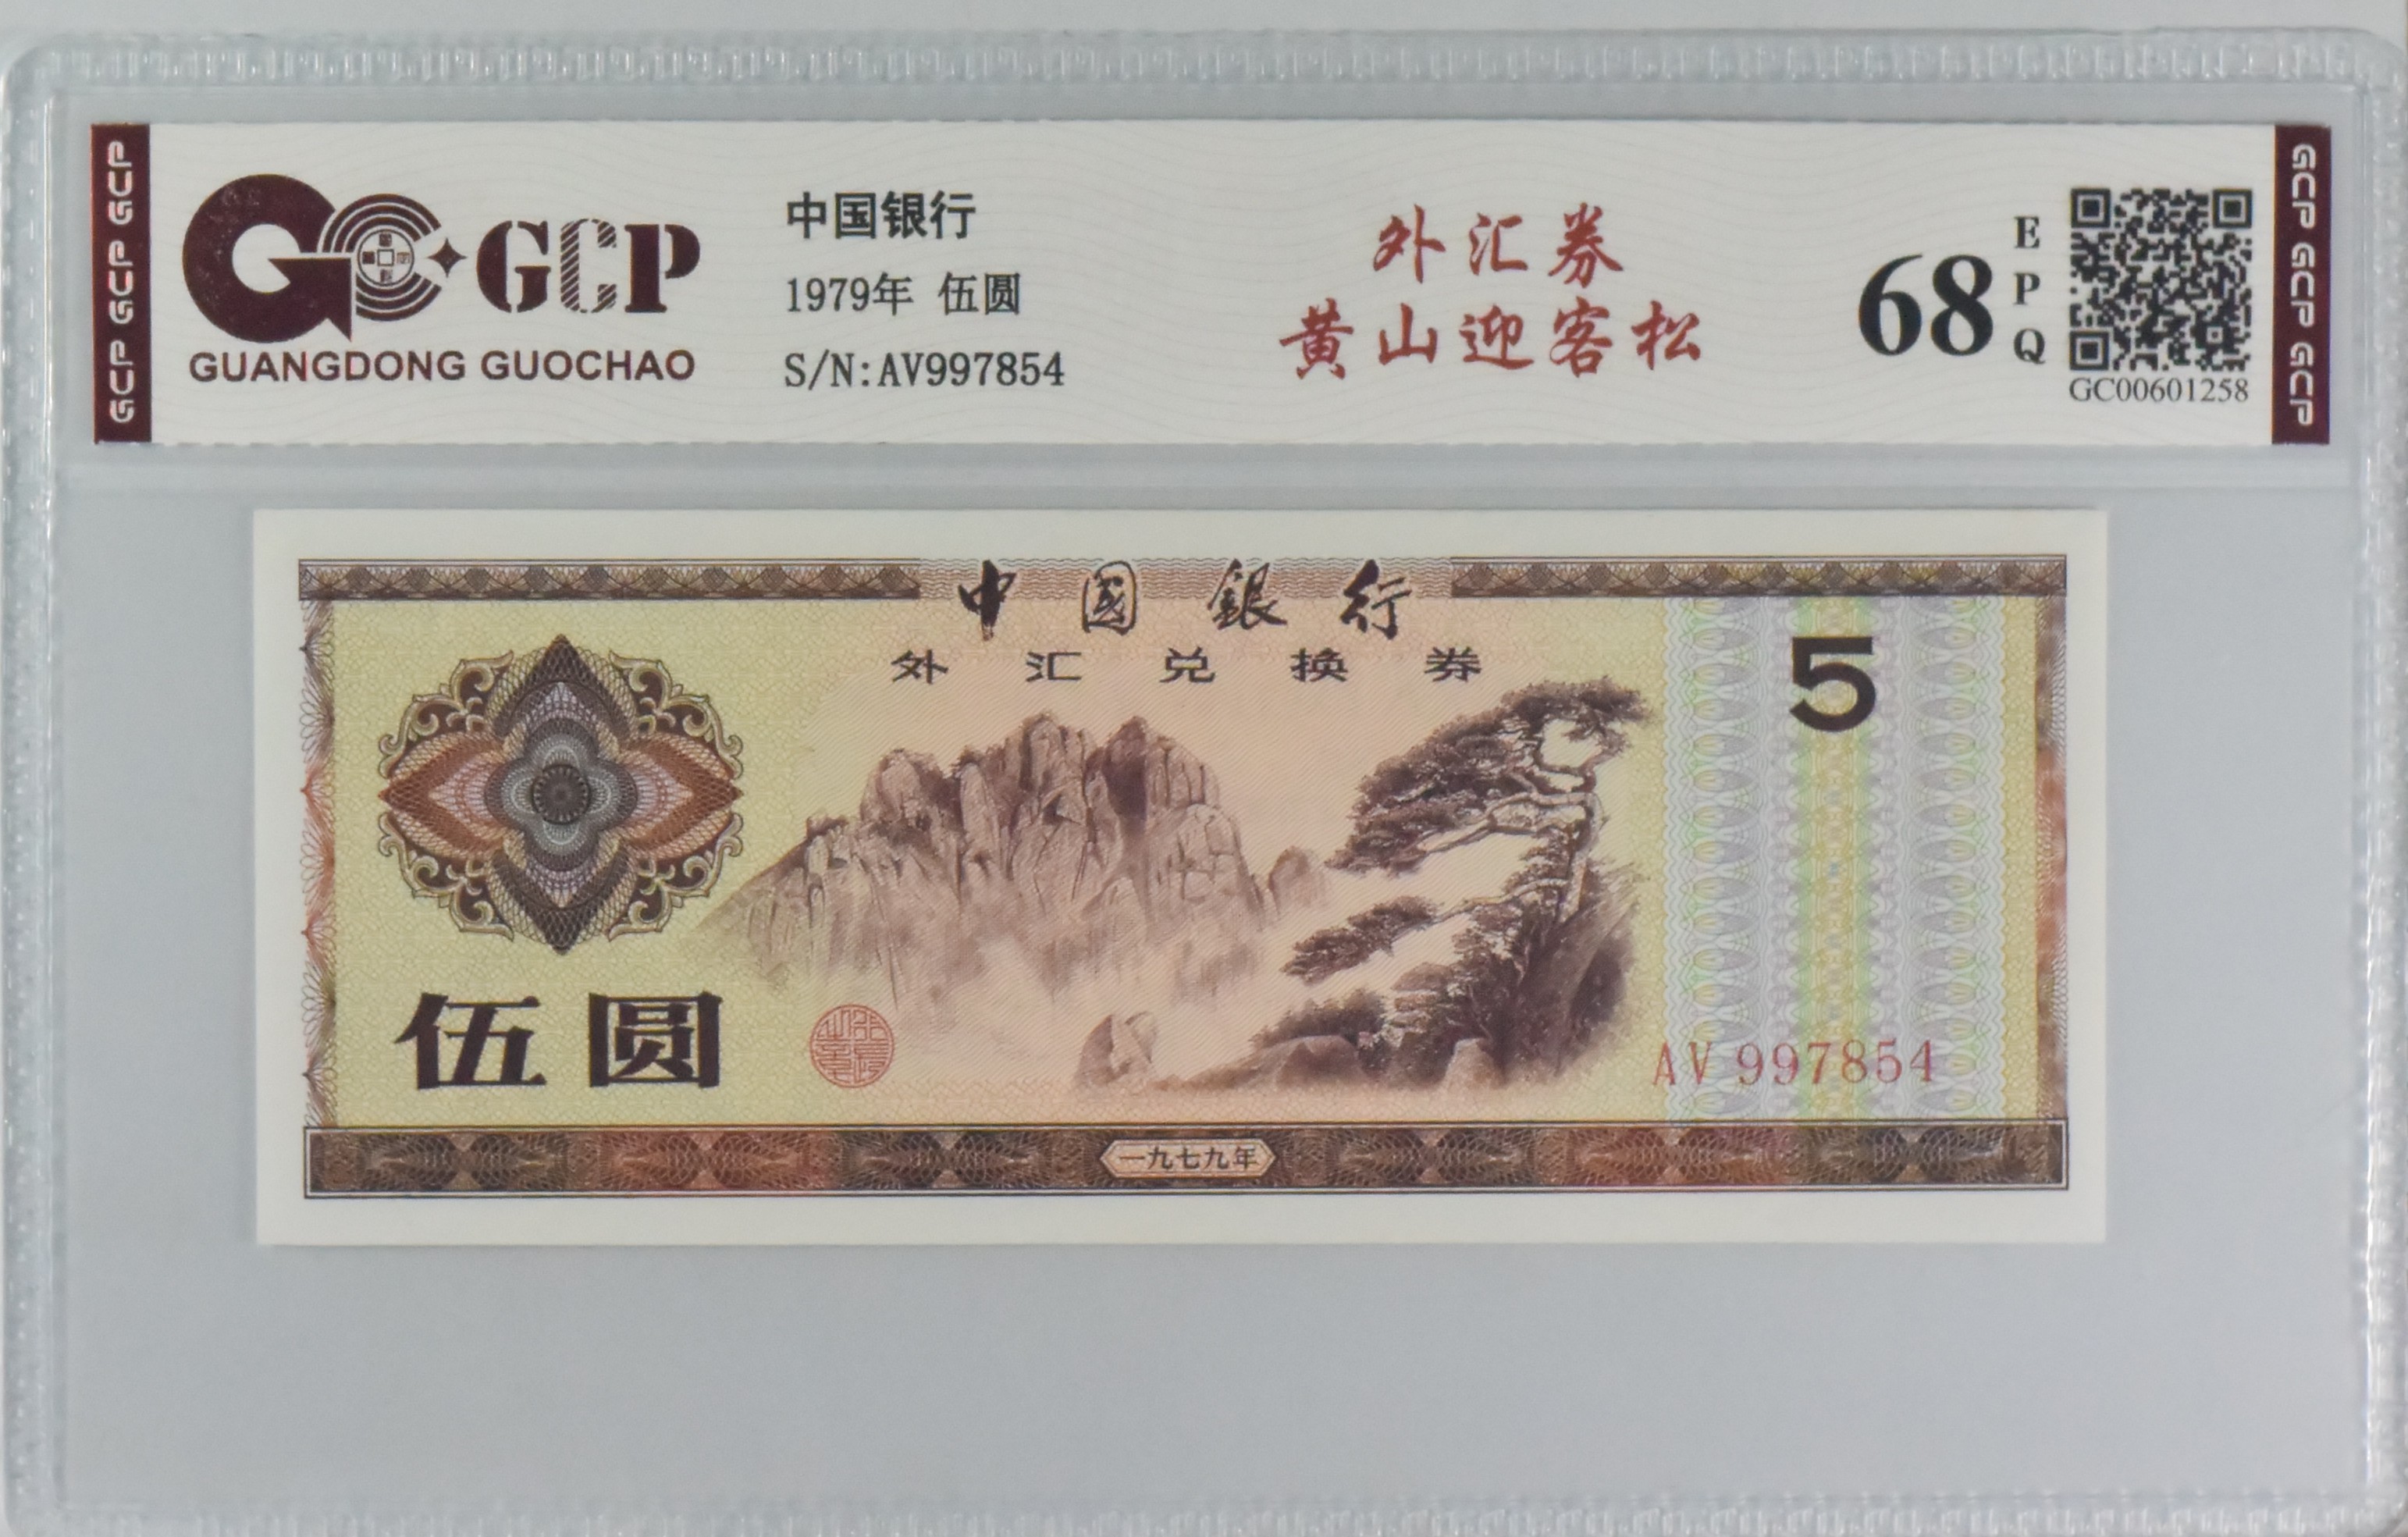 GCP GCP GCP
GCP
GUANGDONG GUOCHAO
中国银行
1979年 伍圆
S/N:AV997854
外汇券
黄山迎客松
68
E
P
Q
GC00601258
GCP GCP GCP
中國銀行
外汇兑换券
5
伍圆
AV 997854
一九七九年